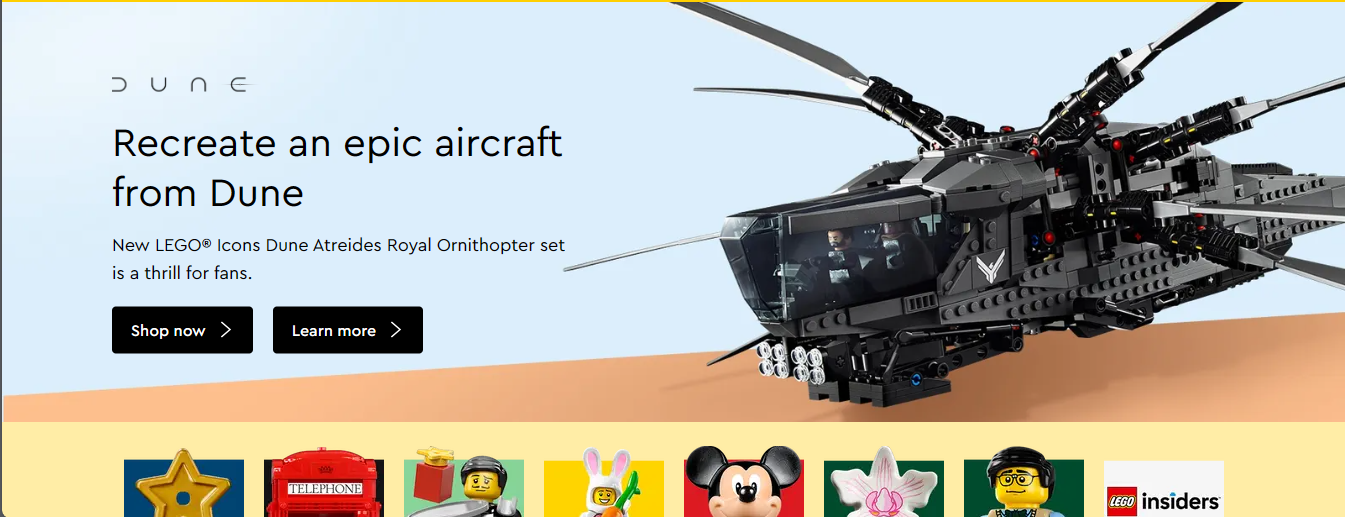 DUNE
Recreate an epic aircraft
from Dune
New LEGO® Icons Dune Atreides Royal Ornithopter set
is a thrill for fans.
Shop now
Learn more
TELEPHONE
LEGO insiders